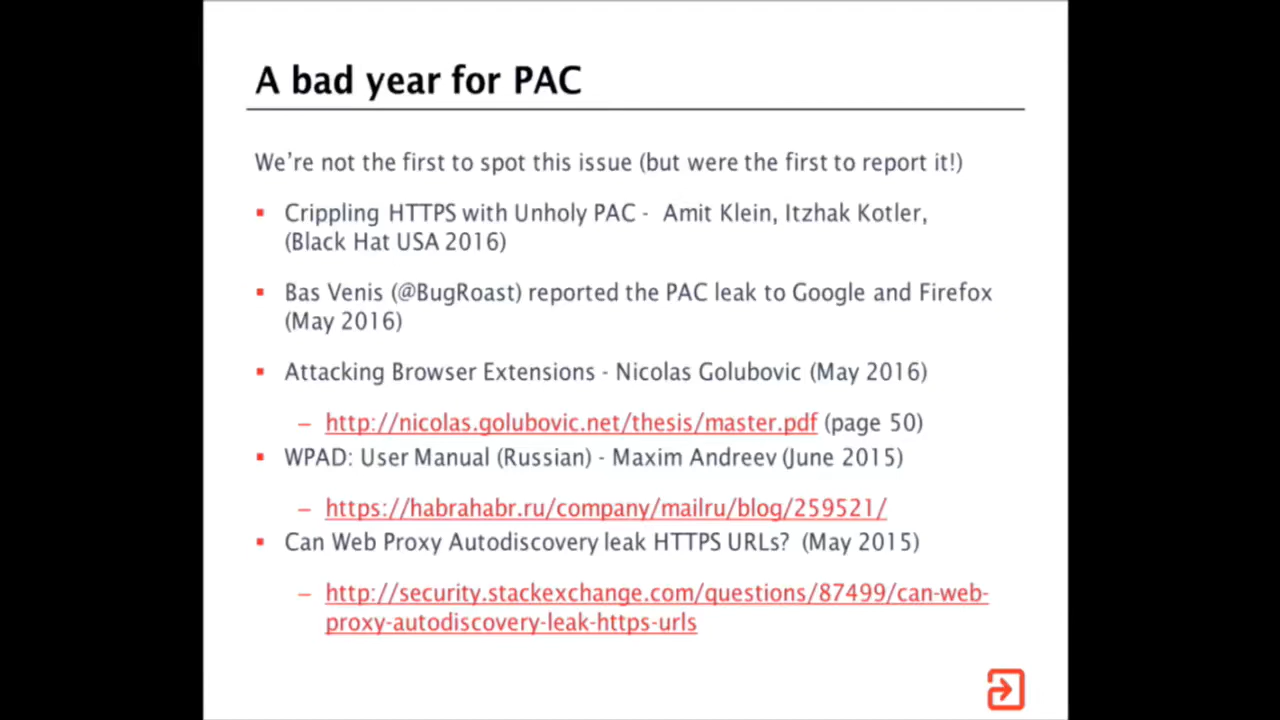 A bad year for PAC
We’re not the first to spot this issue (but were the first to report it!)
▪ Crippling HTTPS with Unholy PAC -  Amit Klein, Itzhak Kotler,
(Black Hat USA 2016)
▪ Bas Venis (@BugRoast) reported the PAC leak to Google and Firefox
(May 2016)
▪ Attacking Browser Extensions - Nicolas Golubovic (May 2016)
– http://nicolas.golubovic.net/thesis/master.pdf (page 50)
▪ WPAD: User Manual (Russian) - Maxim Andreev (June 2015)
– https://habrahabr.ru/company/mailru/blog/259521/
▪ Can Web Proxy Autodiscovery leak HTTPS URLs?  (May 2015)
– http://security.stackexchange.com/questions/87499/can-web-
proxy-autodiscovery-leak-https-urls